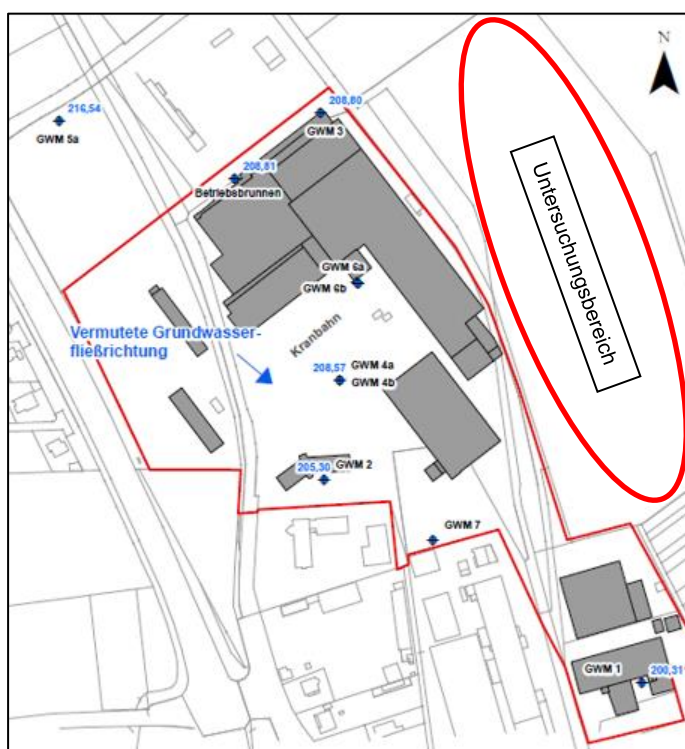 N
216,54
GWM 5a
208,80
GWM 3
208,81
Betriebsbrunnen
Untersuchungsbereich
GWM 6a
GWM 6b
Vermutete Grundwasser-
fließrichtung
Kranbahn
208,57
GWM 4a
GWM 4b
205,30
GWM 2
GWM 7
GWM 1
200,31